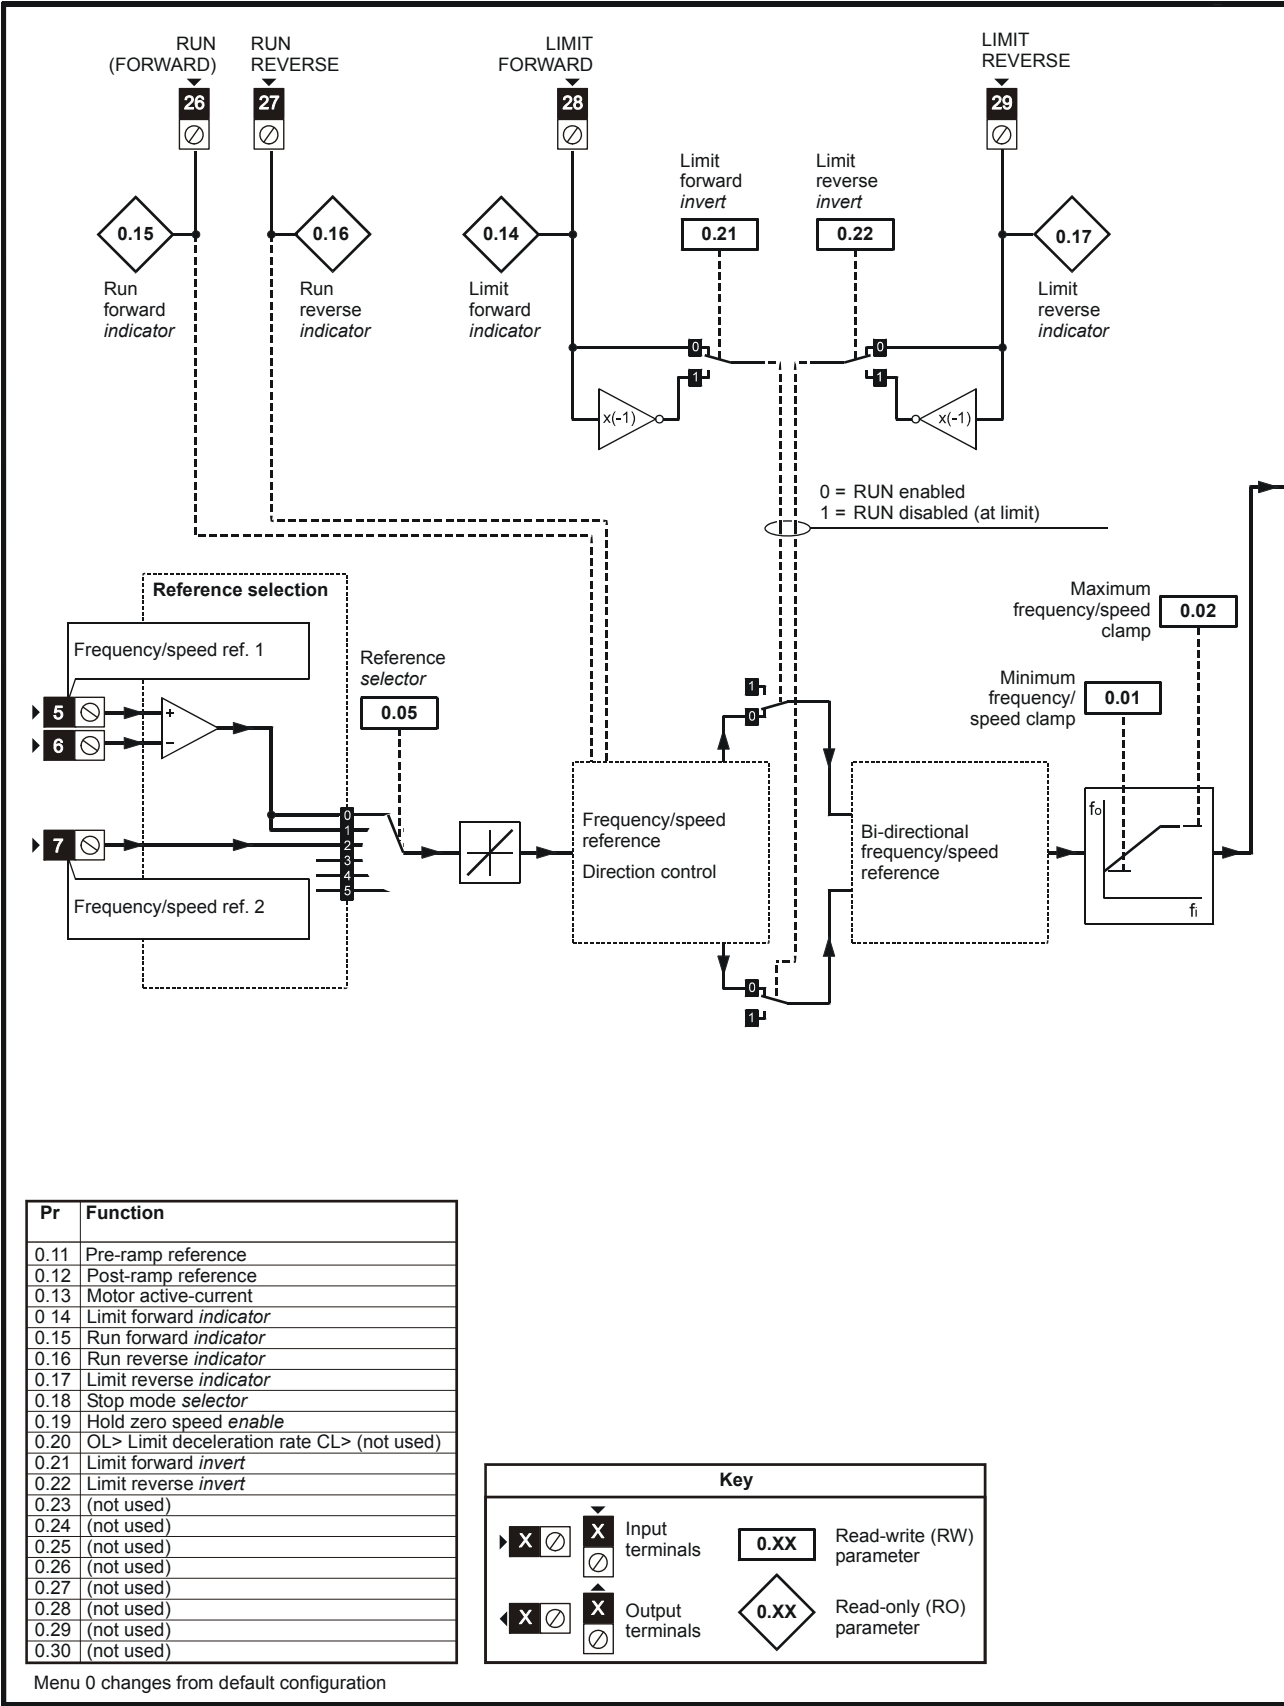 RUN
(FORWARD)
RUN
REVERSE
LIMIT
FORWARD
LIMIT
REVERSE
26
27
28
29
Limit
forward
invert
Limit
reverse
invert
0.15
0.16
0.14
0.21
0.22
0.17
Run
forward
indicator
Run
reverse
indicator
Limit
forward
indicator
Limit
reverse
indicator
0
1
0
1
x(-1)
x(-1)
0 = RUN enabled
1 = RUN disabled (at limit)
Reference selection
Frequency/speed ref. 1
Reference
selector
0.05
5
6
7
+
−
0
1
2
3
4
5
Frequency/speed ref. 2
Maximum
frequency/speed
clamp
0.02
Minimum
frequency/
speed clamp
0.01
1
0
Frequency/speed
reference
Direction control
Bi-directional
frequency/speed
reference
fo
fi
0
1
Pr Function
0.11 Pre-ramp reference
0.12 Post-ramp reference
0.13 Motor active-current
0 14 Limit forward indicator
0.15 Run forward indicator
0.16 Run reverse indicator
0.17 Limit reverse indicator
0.18 Stop mode selector
0.19 Hold zero speed enable
0.20 OL> Limit deceleration rate CL> (not used)
0.21 Limit forward invert
0.22 Limit reverse invert
0.23 (not used)
0.24 (not used)
0.25 (not used)
0.26 (not used)
0.27 (not used)
0.28 (not used)
0.29 (not used)
0.30 (not used)
Menu 0 changes from default configuration
Key
X
X
Input
terminals
0.XX
Read-write (RW)
parameter
X
X
Output
terminals
0.XX
Read-only (RO)
parameter